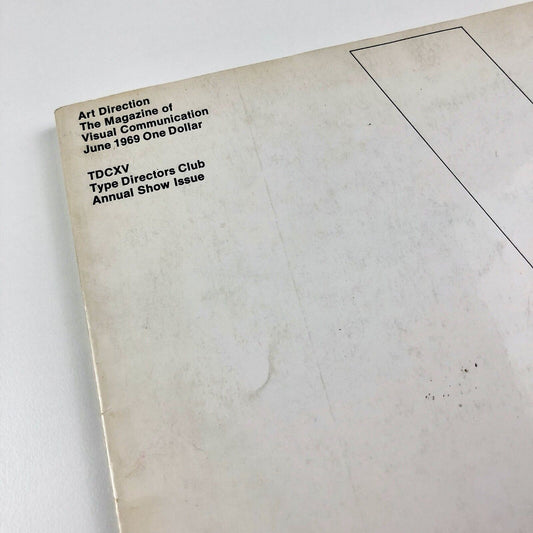 Art Direction
The Magazine of
Visual Communication
June 1969 One Dollar
TDCXV
Type Directors Club
Annual Show Issue